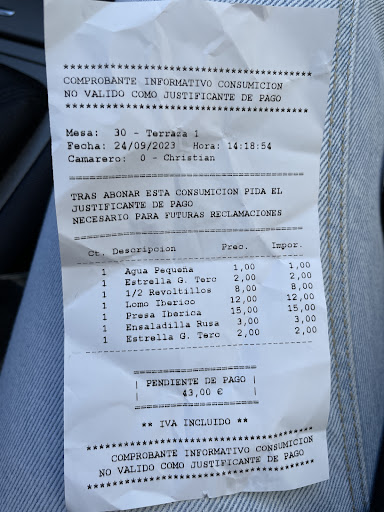 ****************************************
COMPROBANTE INFORMATIVO CONSUMICION
NO VALIDO COMO JUSTIFICANTE DE PAGO
****************************************
Mesa: 30 - Terraza 1
Fecha: 24/09/2023 Hora: 14:18:54
Camarero: 0 - Christian
========================================
TRAS ABONAR ESTA CONSUMICION PIDA EL
JUSTIFICANTE DE PAGO
NECESARIO PARA FUTURAS RECLAMACIONES
========================================
Ct. Descripcion Prec. Impor.
----------------------------------------
1 Agua Pequeña 1,00 1,00
1 Estrella G. Terc 2,00 2,00
1 1/2 Revoltillos 8,00 8,00
1 Lomo Iberico 12,00 12,00
1 Presa Iberica 15,00 15,00
1 Ensaladilla Rusa 3,00 3,00
1 Estrella G. Terc 2,00 2,00
----------------------------------------
====================
| PENDIENTE DE PAGO |
| 43,00 € |
====================
** IVA INCLUIDO **
****************************************
COMPROBANTE INFORMATIVO CONSUMICION
NO VALIDO COMO JUSTIFICANTE DE PAGO
****************************************